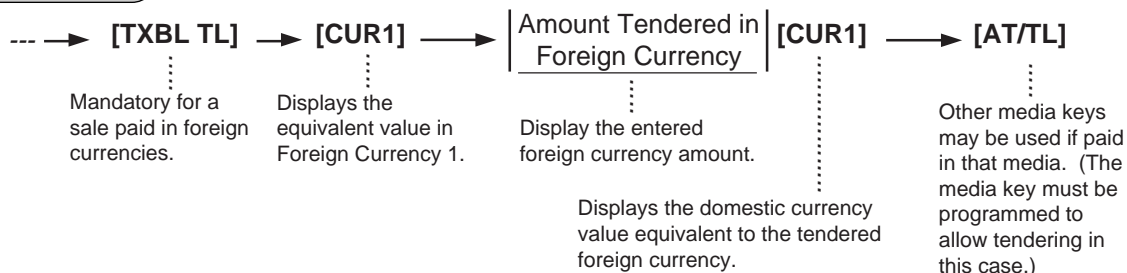 --- [TXBL TL] [CUR1] Amount Tendered in Foreign Currency [CUR1] [AT/TL]
Mandatory for a
sale paid in foreign
currencies.
Displays the
equivalent value in
Foreign Currency 1.
Display the entered
foreign currency amount.
Displays the domestic currency
value equivalent to the tendered
foreign currency.
Other media keys
may be used if paid
in that media. (The
media key must be
programmed to
allow tendering in
this case.)